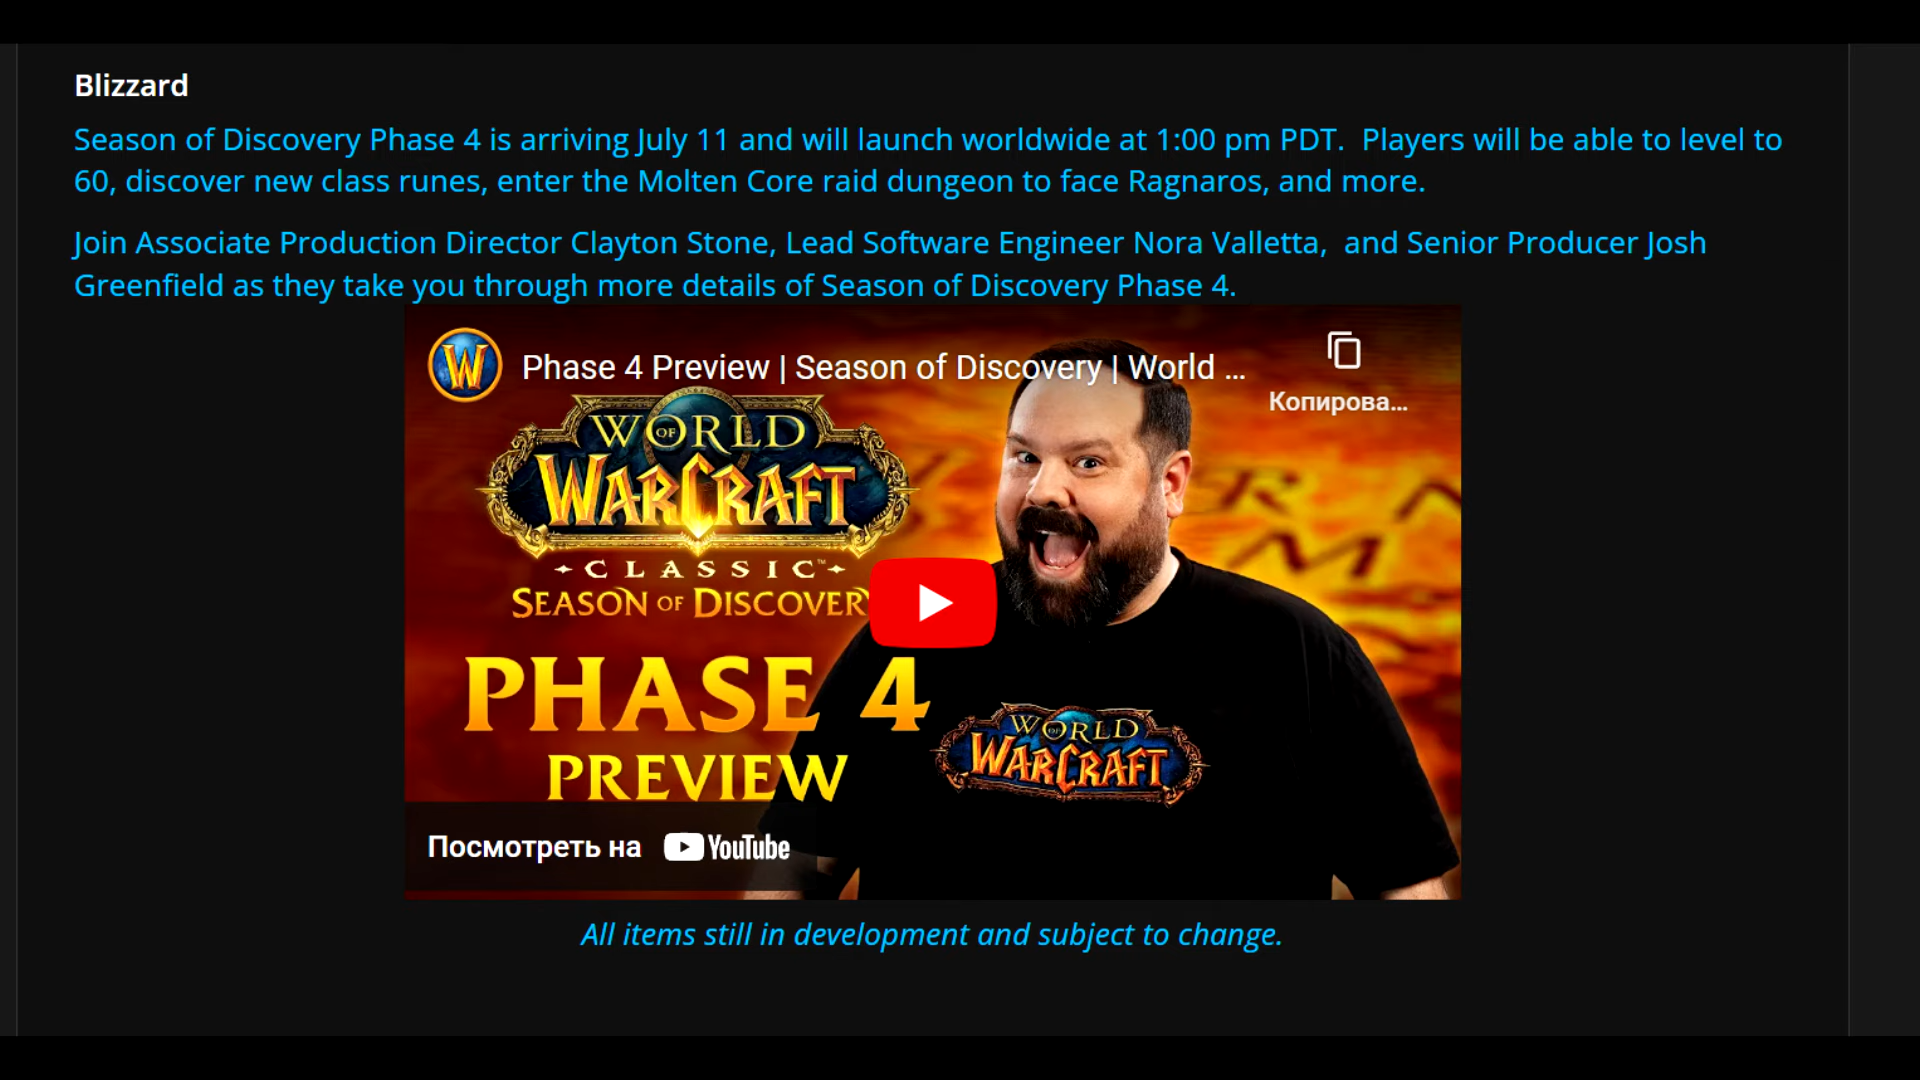 Blizzard
Season of Discovery Phase 4 is arriving July 11 and will launch worldwide at 1:00 pm PDT.  Players will be able to level to
60, discover new class runes, enter the Molten Core raid dungeon to face Ragnaros, and more.
Join Associate Production Director Clayton Stone, Lead Software Engineer Nora Valletta,  and Senior Producer Josh
Greenfield as they take you through more details of Season of Discovery Phase 4.
Phase 4 Preview | Season of Discovery | World ...
Копирова...
W
WORLD OF
WARCRAFT
CLASSIC™
SEASON OF DISCOVER
PHASE 4
PREVIEW
WORLD OF
WARCRAFT
Посмотреть на YouTube
All items still in development and subject to change.